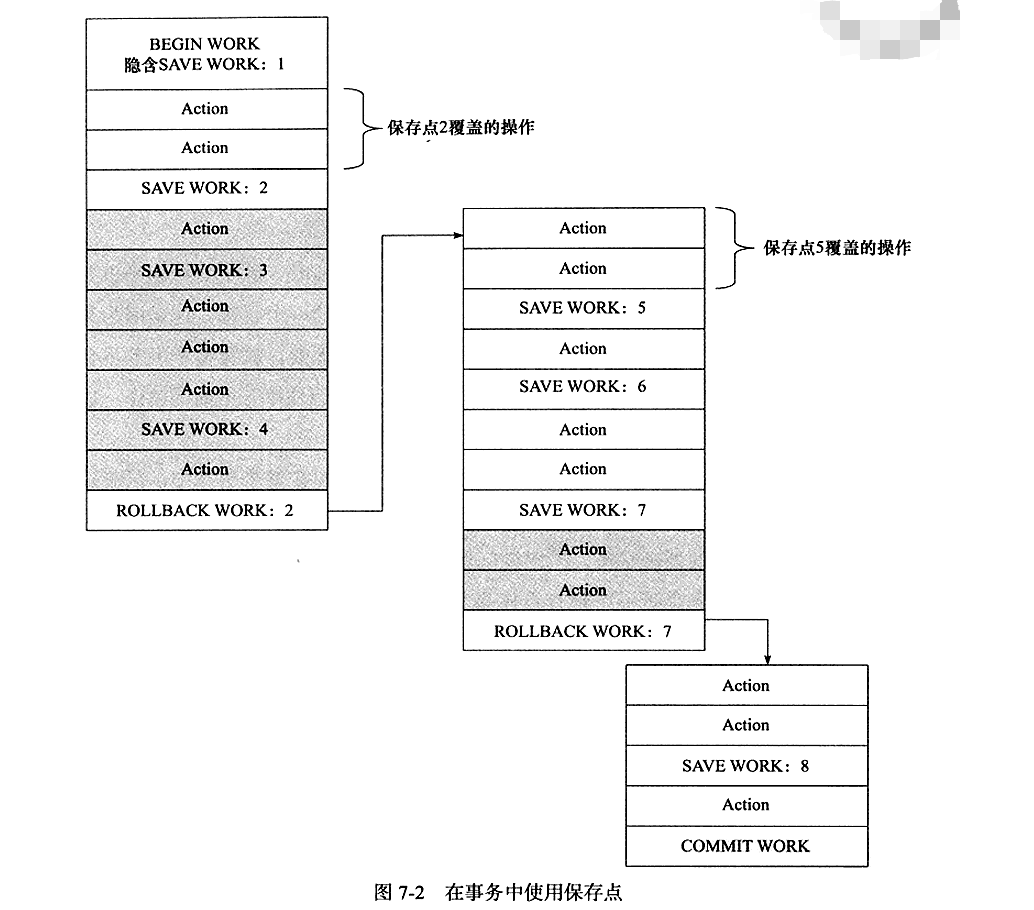 BEGIN WORK
隐含SAVE WORK：1
Action
Action
保存点2覆盖的操作
SAVE WORK：2
Action
SAVE WORK：3
Action
Action
Action
SAVE WORK：4
Action
ROLLBACK WORK：2
Action
Action
保存点5覆盖的操作
SAVE WORK：5
Action
SAVE WORK：6
Action
Action
SAVE WORK：7
Action
Action
ROLLBACK WORK：7
Action
Action
SAVE WORK：8
Action
COMMIT WORK
图 7-2 在事务中使用保存点